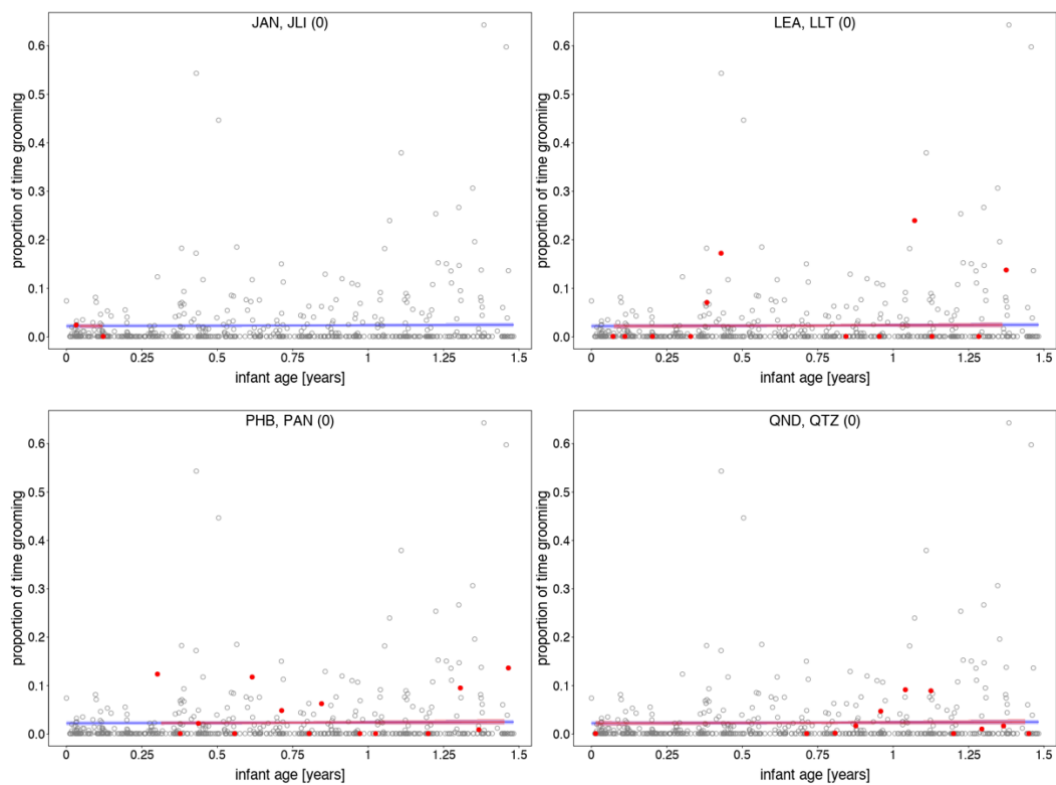 JAN, JLI (0)
proportion of time grooming
0.6
0.5
0.4
0.3
0.2
0.1
0.0
0 0.25 0.5 0.75 1 1.25 1.5
infant age [years]
LEA, LLT (0)
proportion of time grooming
0.6
0.5
0.4
0.3
0.2
0.1
0.0
0 0.25 0.5 0.75 1 1.25 1.5
infant age [years]
PHB, PAN (0)
proportion of time grooming
0.6
0.5
0.4
0.3
0.2
0.1
0.0
0 0.25 0.5 0.75 1 1.25 1.5
infant age [years]
QND, QTZ (0)
proportion of time grooming
0.6
0.5
0.4
0.3
0.2
0.1
0.0
0 0.25 0.5 0.75 1 1.25 1.5
infant age [years]